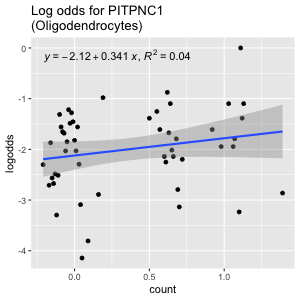 Log odds for PITPNC1
(Oligodendrocytes)
y = −2.12 + 0.341 x, R² = 0.04
0
-1
-2
-3
-4
logodds
0.0 0.5 1.0
count